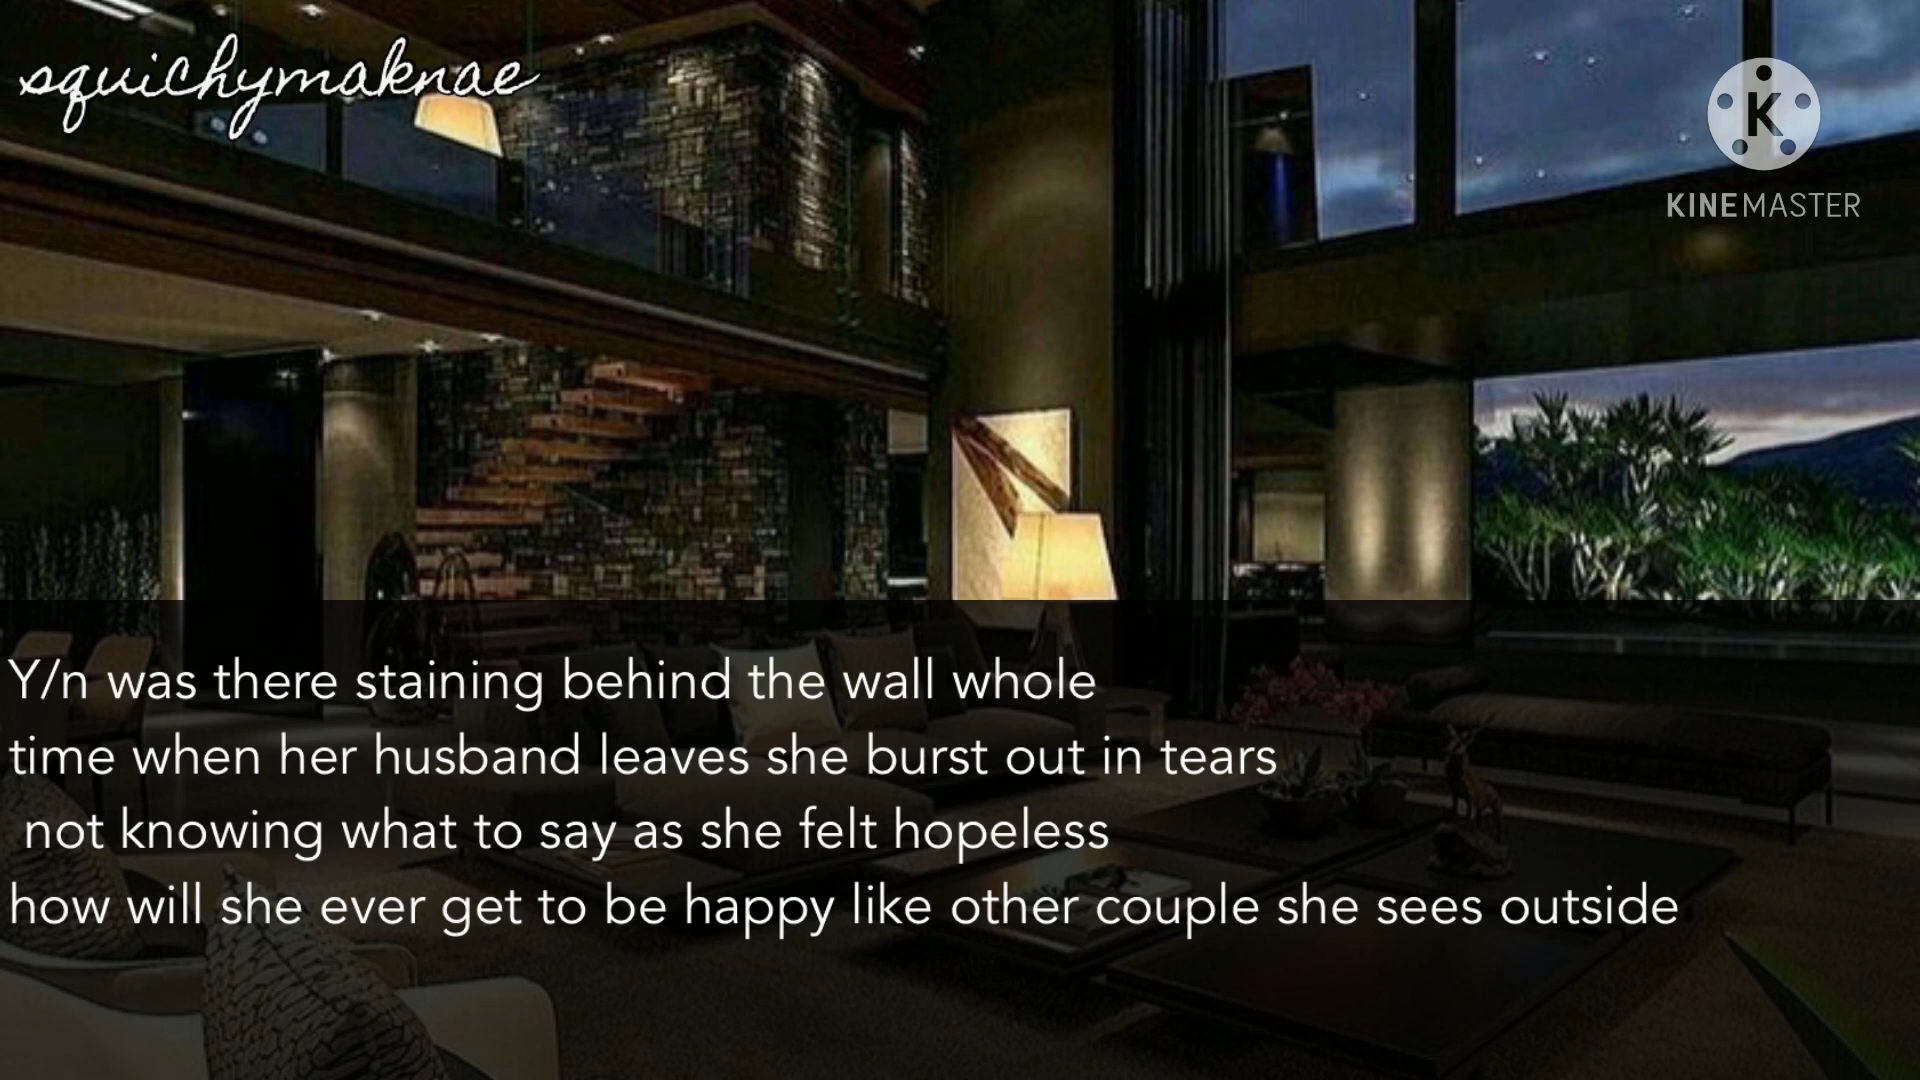 squichymaknae
K
KINEMASTER
Y/n was there staining behind the wall whole
time when her husband leaves she burst out in tears
not knowing what to say as she felt hopeless
how will she ever get to be happy like other couple she sees outside